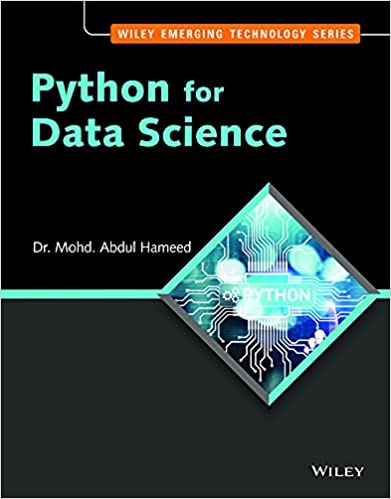 WILEY EMERGING TECHNOLOGY SERIES
Python for
Data Science
Dr. Mohd. Abdul Hameed
PYTHON
WILEY